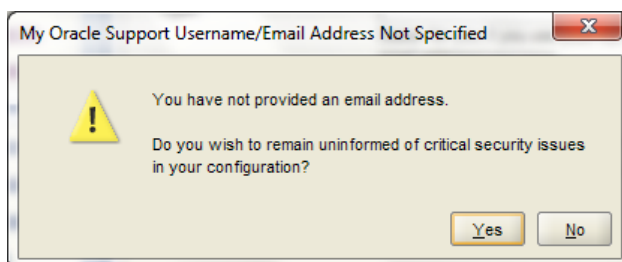 My Oracle Support Username/Email Address Not Specified
You have not provided an email address.
Do you wish to remain uninformed of critical security issues
in your configuration?
Yes No